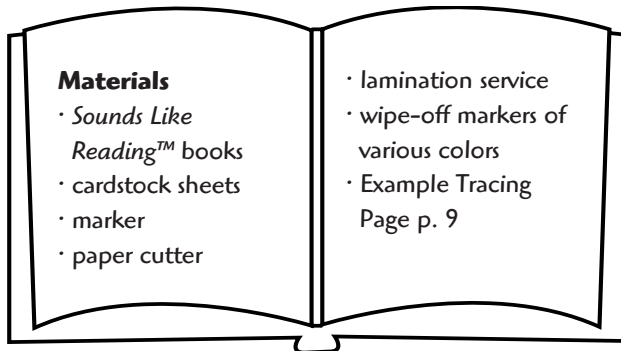 Materials
· Sounds Like
Reading™ books
· cardstock sheets
· marker
· paper cutter
· lamination service
· wipe-off markers of
various colors
· Example Tracing
Page p. 9